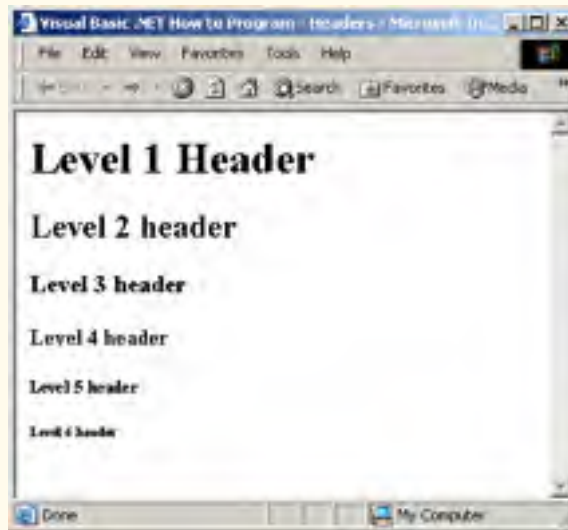 Visual Basic .NET How to Program - Headers - Microsoft
File Edit View Favorites Tools Help
Search Favorites Media
Level 1 Header
Level 2 header
Level 3 header
Level 4 header
Level 5 header
Level 6 header
Done My Computer